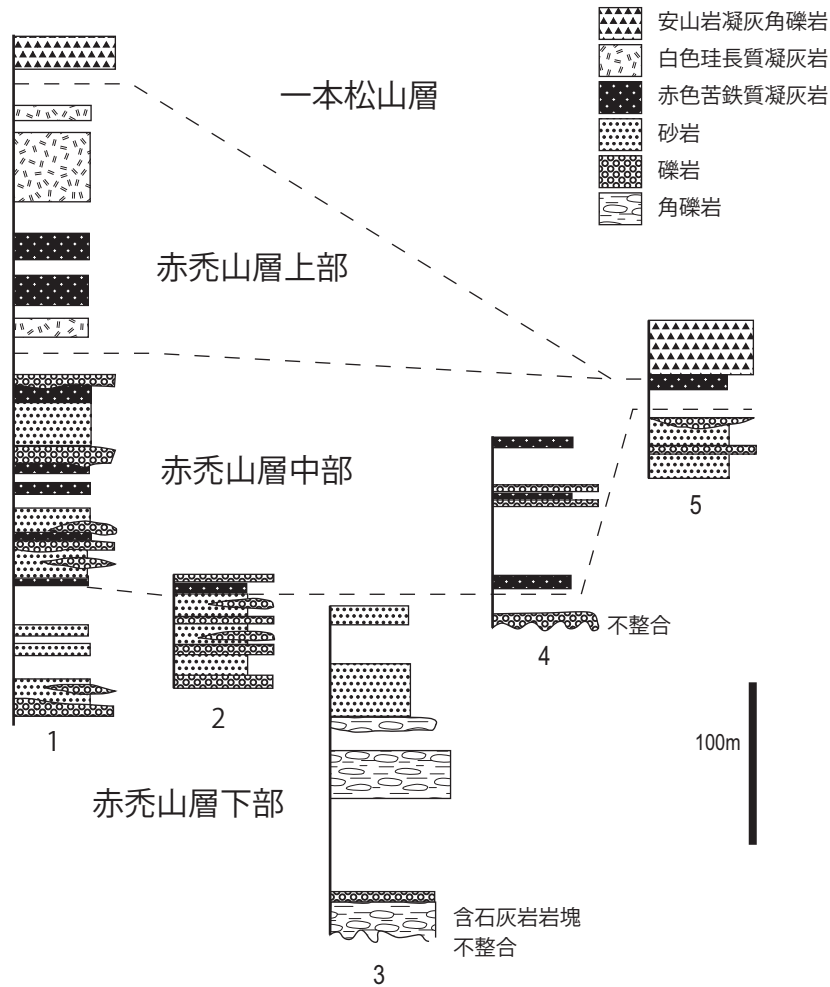 安山岩凝灰角礫岩
白色珪長質凝灰岩
赤色苦鉄質凝灰岩
砂岩
礫岩
角礫岩
一本松山層
赤禿山層上部
赤禿山層中部
赤禿山層下部
1
2
3
4
5
不整合
含石灰岩岩塊
不整合
100m